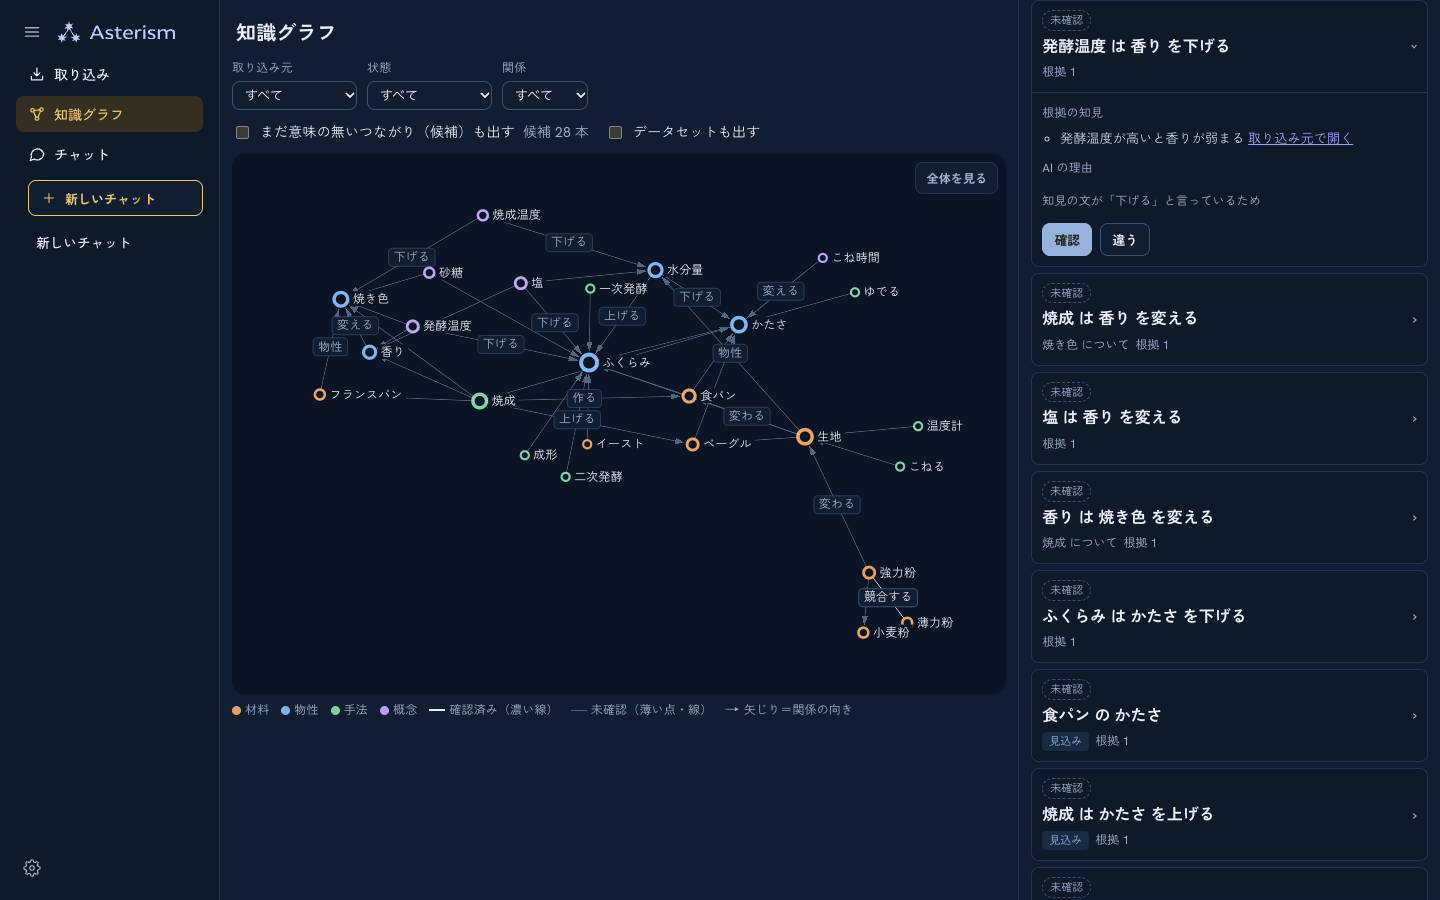 Asterism
取り込み
知識グラフ
チャット
新しいチャット
新しいチャット
知識グラフ
取り込み元 状態 関係
すべて すべて すべて
まだ意味の無いつながり（候補）も出す 候補 28 本 データセットも出す
全体を見る
焼成温度
下げる
下げる
砂糖
塩
水分量
こね時間
一次発酵
下げる
変える
ゆでる
焼き色
変える
発酵温度
下げる
上げる
かたさ
物性
香り
下げる
ふくらみ
物性
フランスパン
焼成
作る
食パン
上げる
変わる
成形
イースト
ベーグル
生地
温度計
二次発酵
こねる
変わる
強力粉
競合する
薄力粉
小麦粉
材料 物性 手法 概念 確認済み（濃い線） 未確認（薄い点・線） 矢じり＝関係の向き
未確認
発酵温度 は 香り を下げる
根拠 1
根拠の知見
発酵温度が高いと香りが弱まる 取り込み元で開く
AI の理由
知見の文が「下げる」と言っているため
確認 違う
未確認
焼成 は 香り を変える
焼き色 について 根拠 1
未確認
塩 は 香り を変える
根拠 1
未確認
香り は 焼き色 を変える
焼成 について 根拠 1
未確認
ふくらみ は かたさ を下げる
根拠 1
未確認
食パン の かたさ
見込み 根拠 1
未確認
焼成 は かたさ を上げる
見込み 根拠 1
未確認